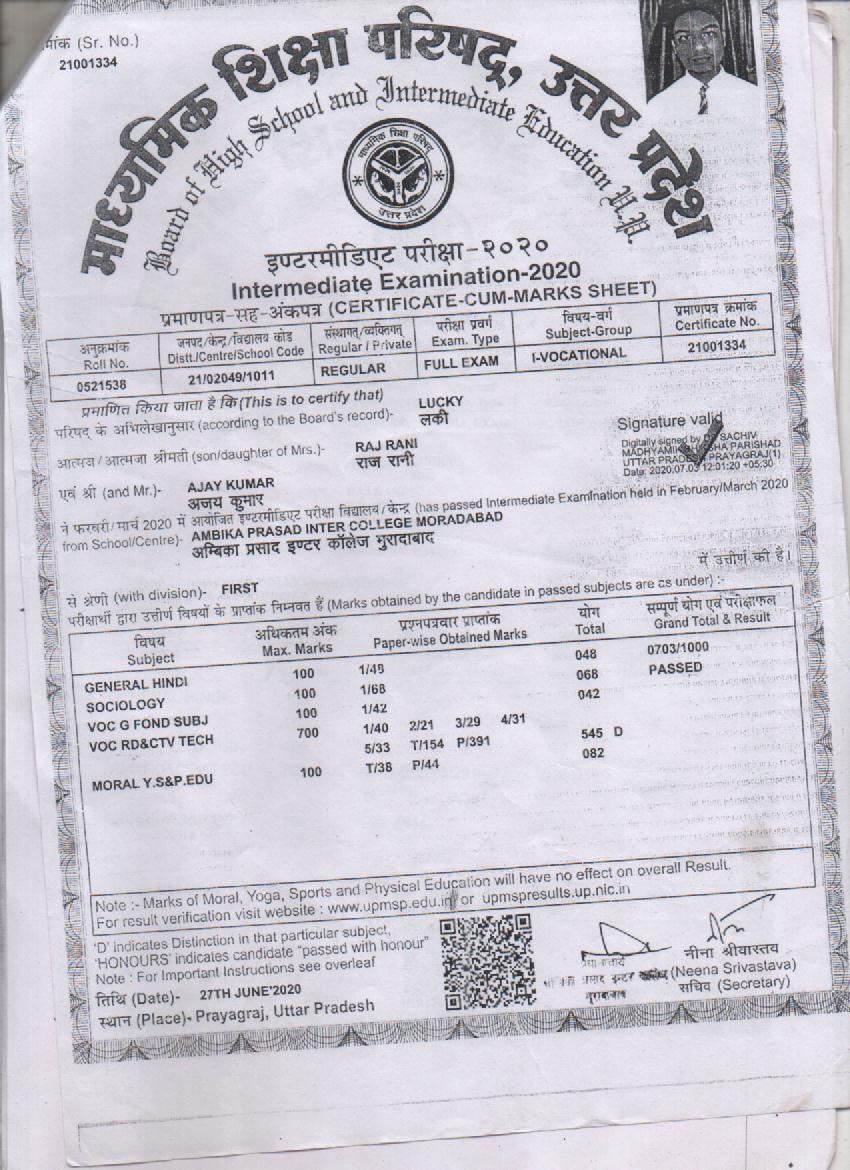 मांक (Sr. No.)
21001334
माध्यमिक शिक्षा परिषद्, उत्तर प्रदेश
Board of High School and Intermediate Education U.P.
माध्यमिक शिक्षा परिषद्
उत्तर प्रदेश
इण्टरमीडिएट परीक्षा-२०२०
Intermediate Examination-2020
प्रमाणपत्र-सह-अंकपत्र (CERTIFICATE-CUM-MARKS SHEET)
अनुक्रमांक जनपद/केन्द्र/विद्यालय कोड संस्थागत/व्यक्तिगत् परीक्षा प्रवर्ग विषय-वर्ग प्रमाणपत्र क्रमांक
Roll No. Distt./Centre/School Code Regular / Private Exam. Type Subject-Group Certificate No.
0521538 21/02049/1011 REGULAR FULL EXAM I-VOCATIONAL 21001334
प्रमाणित किया जाता है कि (This is to certify that) LUCKY
परिषद् के अभिलेखानुसार (according to the Board's record)- लकी
Signature valid
Digitally signed by SACHIV
MADHYAMIK SHIKSHA PARISHAD
UTTAR PRADESH PRAYAGRAJ(1)
Date: 2020.07.03 12:01:20 +05:30
आत्मज/आत्मजा श्रीमती (son/daughter of Mrs.)- RAJ RANI
राज रानी
एवं श्री (and Mr.)- AJAY KUMAR
अजय कुमार
ने फरवरी/मार्च 2020 में आयोजित इण्टरमीडिएट परीक्षा विद्यालय/केन्द्र (has passed Intermediate Examination held in February/March 2020
from School/Centre)- AMBIKA PRASAD INTER COLLEGE MORADABAD
अम्बिका प्रसाद इण्टर कॉलेज मुरादाबाद
में उत्तीर्ण की है।
से श्रेणी (with division)- FIRST
परीक्षार्थी द्वारा उत्तीर्ण विषयों के प्राप्तांक निम्नवत हैं (Marks obtained by the candidate in passed subjects are as under) :-
विषय अधिकतम अंक प्रश्नपत्रवार प्राप्तांक योग सम्पूर्ण योग एवं परीक्षाफल
Subject Max. Marks Paper-wise Obtained Marks Total Grand Total & Result
GENERAL HINDI 100 1/48 048 0703/1000
SOCIOLOGY 100 1/68 068 PASSED
VOC G FOND SUBJ 100 1/42 042
VOC RD&CTV TECH 700 1/40 2/21 3/29 4/31
5/33 T/154 P/391 545 D
MORAL Y.S&P.EDU 100 T/38 P/44 082
Note :- Marks of Moral, Yoga, Sports and Physical Education will have no effect on overall Result.
For result verification visit website : www.upmsp.edu.in or upmspresults.up.nic.in
'D' indicates Distinction in that particular subject,
'HONOURS' indicates candidate "passed with honour"
Note : For Important Instructions see overleaf
तिथि (Date)- 27TH JUNE'2020
स्थान (Place)- Prayagraj, Uttar Pradesh
प्रसाद इन्टर
मुरादाबाद
नीना श्रीवास्तव
(Neena Srivastava)
सचिव (Secretary)